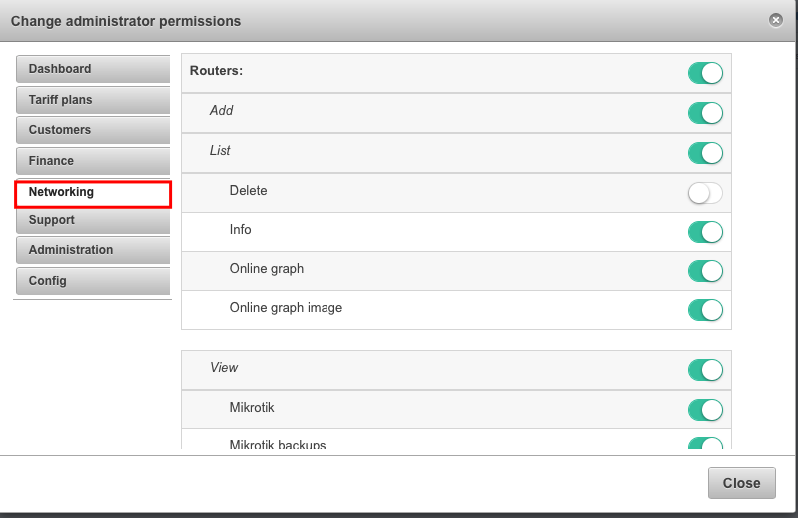 Change administrator permissions
Dashboard
Tariff plans
Customers
Finance
Networking
Support
Administration
Config
Routers:
Add
List
Delete
Info
Online graph
Online graph image
View
Mikrotik
Mikrotik backups
Close